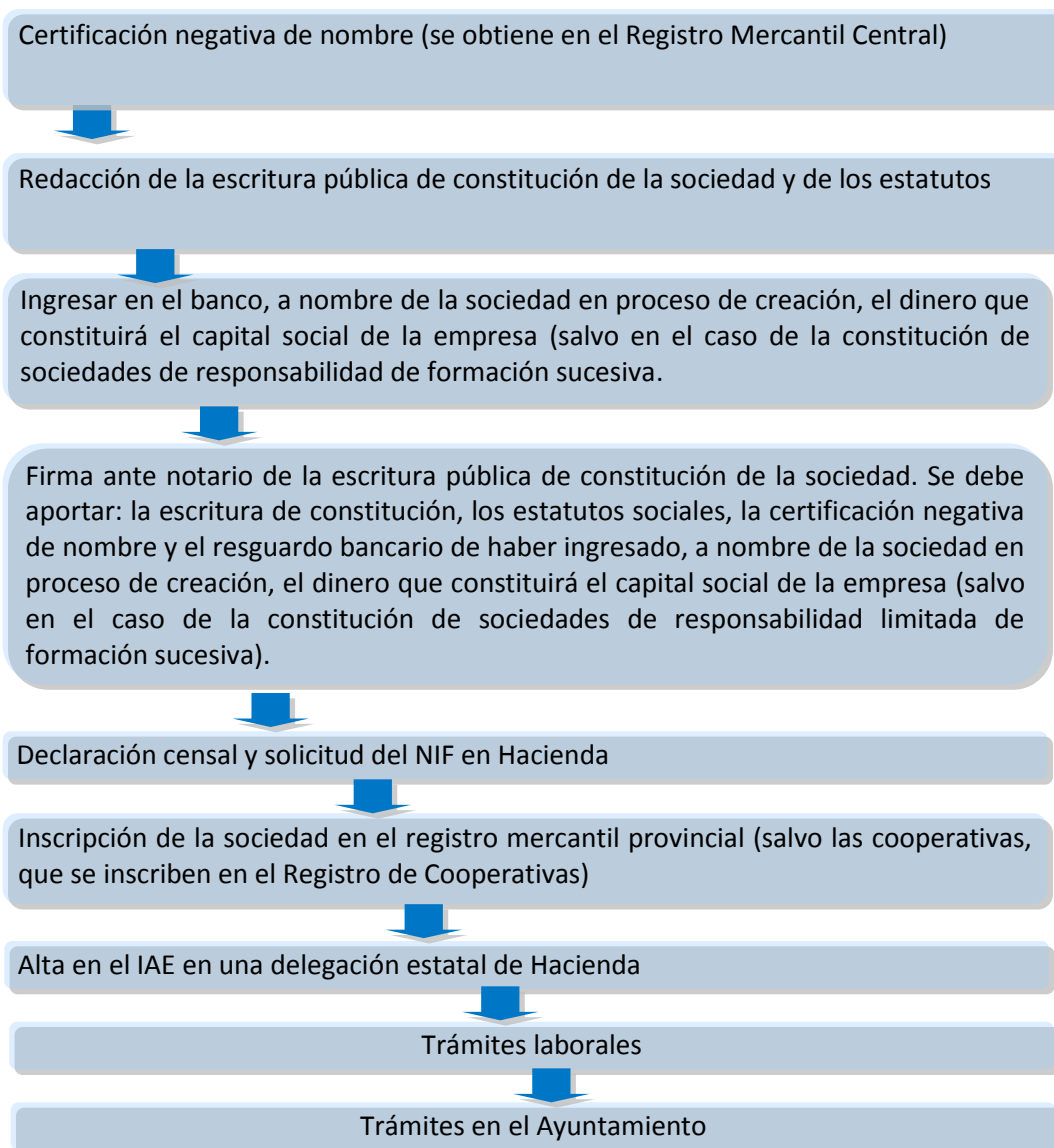 Certificación negativa de nombre (se obtiene en el Registro Mercantil Central)
Redacción de la escritura pública de constitución de la sociedad y de los estatutos
Ingresar en el banco, a nombre de la sociedad en proceso de creación, el dinero que
constituirá el capital social de la empresa (salvo en el caso de la constitución de
sociedades de responsabilidad de formación sucesiva.
Firma ante notario de la escritura pública de constitución de la sociedad. Se debe
aportar: la escritura de constitución, los estatutos sociales, la certificación negativa
de nombre y el resguardo bancario de haber ingresado, a nombre de la sociedad en
proceso de creación, el dinero que constituirá el capital social de la empresa (salvo
en el caso de la constitución de sociedades de responsabilidad limitada de
formación sucesiva).
Declaración censal y solicitud del NIF en Hacienda
Inscripción de la sociedad en el registro mercantil provincial (salvo las cooperativas,
que se inscriben en el Registro de Cooperativas)
Alta en el IAE en una delegación estatal de Hacienda
Trámites laborales
Trámites en el Ayuntamiento